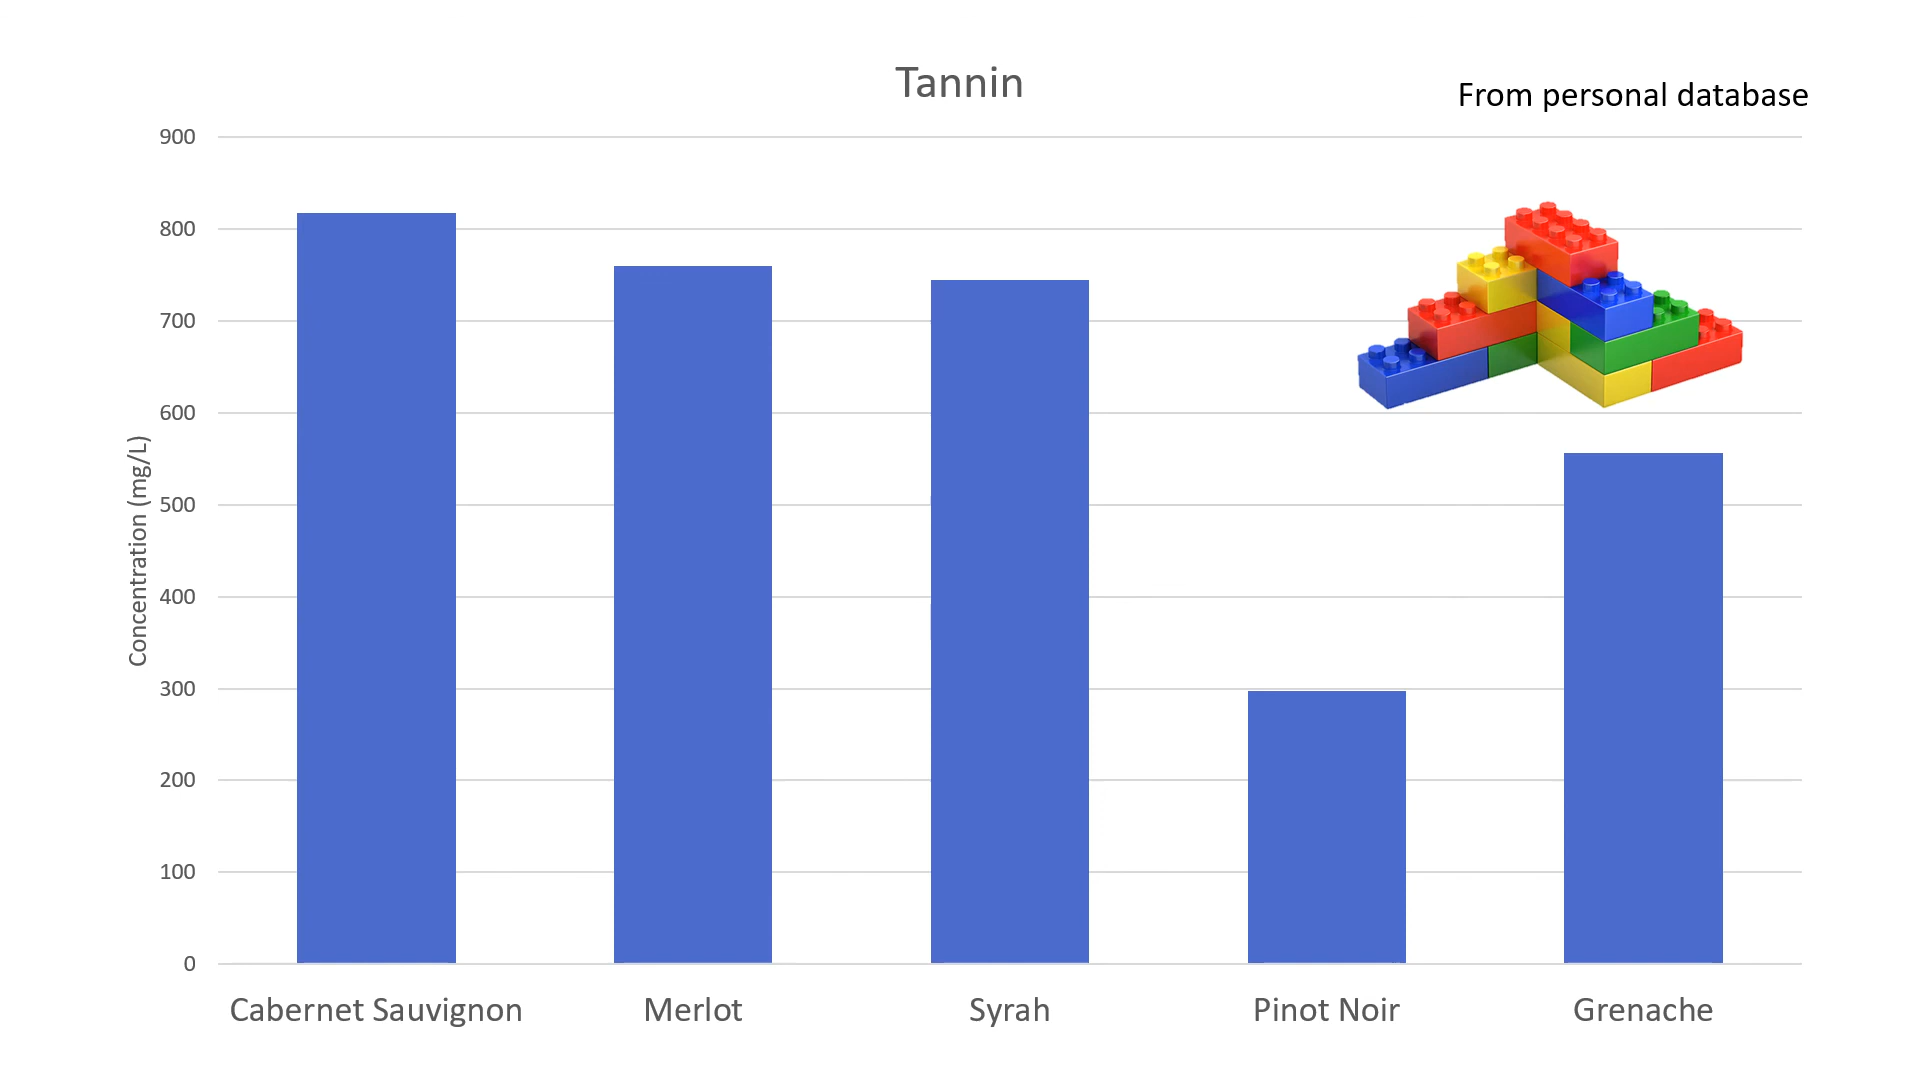 Tannin
From personal database
900
800
700
600
500
400
300
200
100
0
Concentration (mg/L)
Cabernet Sauvignon
Merlot
Syrah
Pinot Noir
Grenache